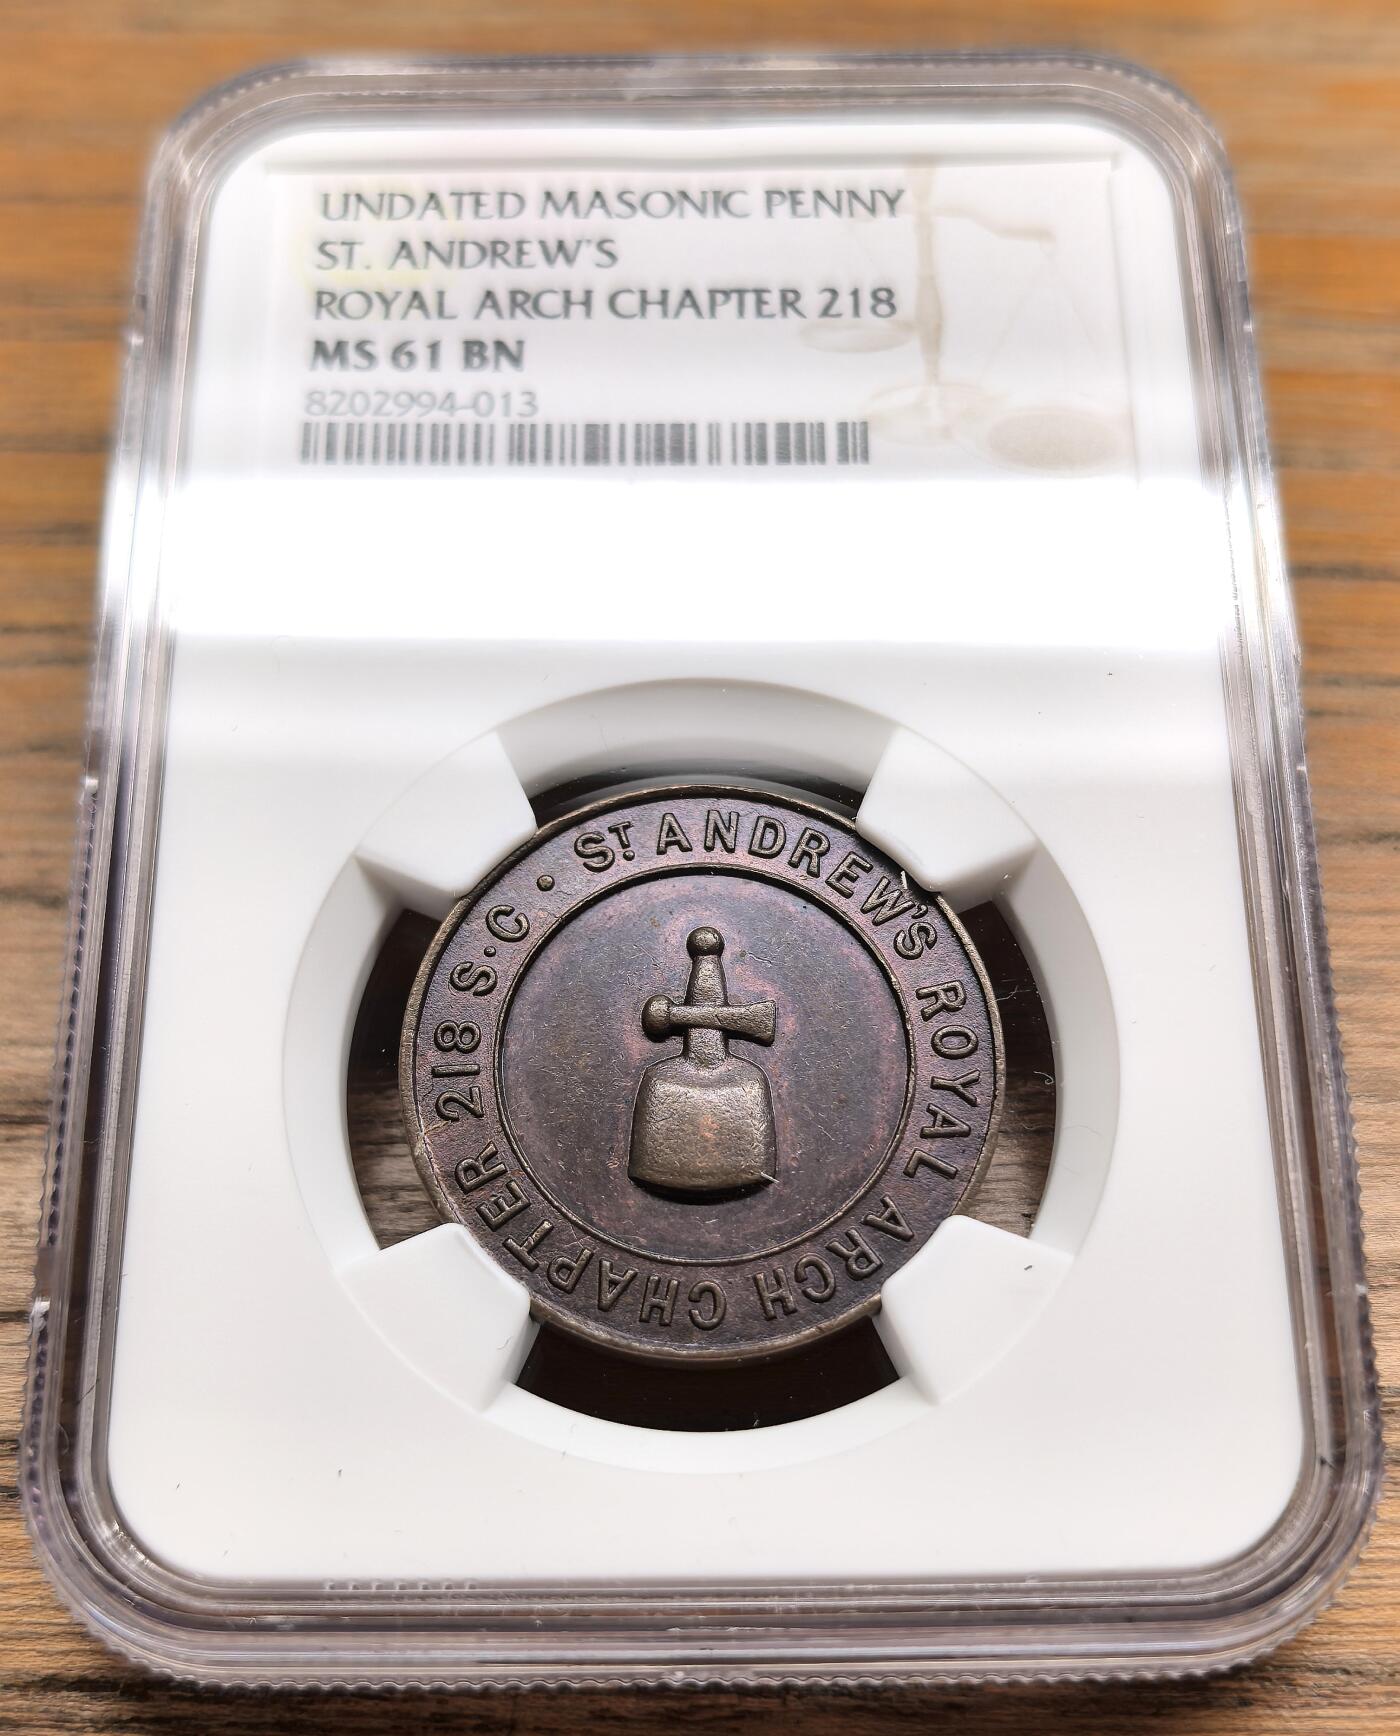 UNDATED MASONIC PENNY
ST. ANDREW'S
ROYAL ARCH CHAPTER 218
MS 61 BN
8202994-013
ST ANDREW'S ROYAL ARCH CHAPTER 218 S·C ·